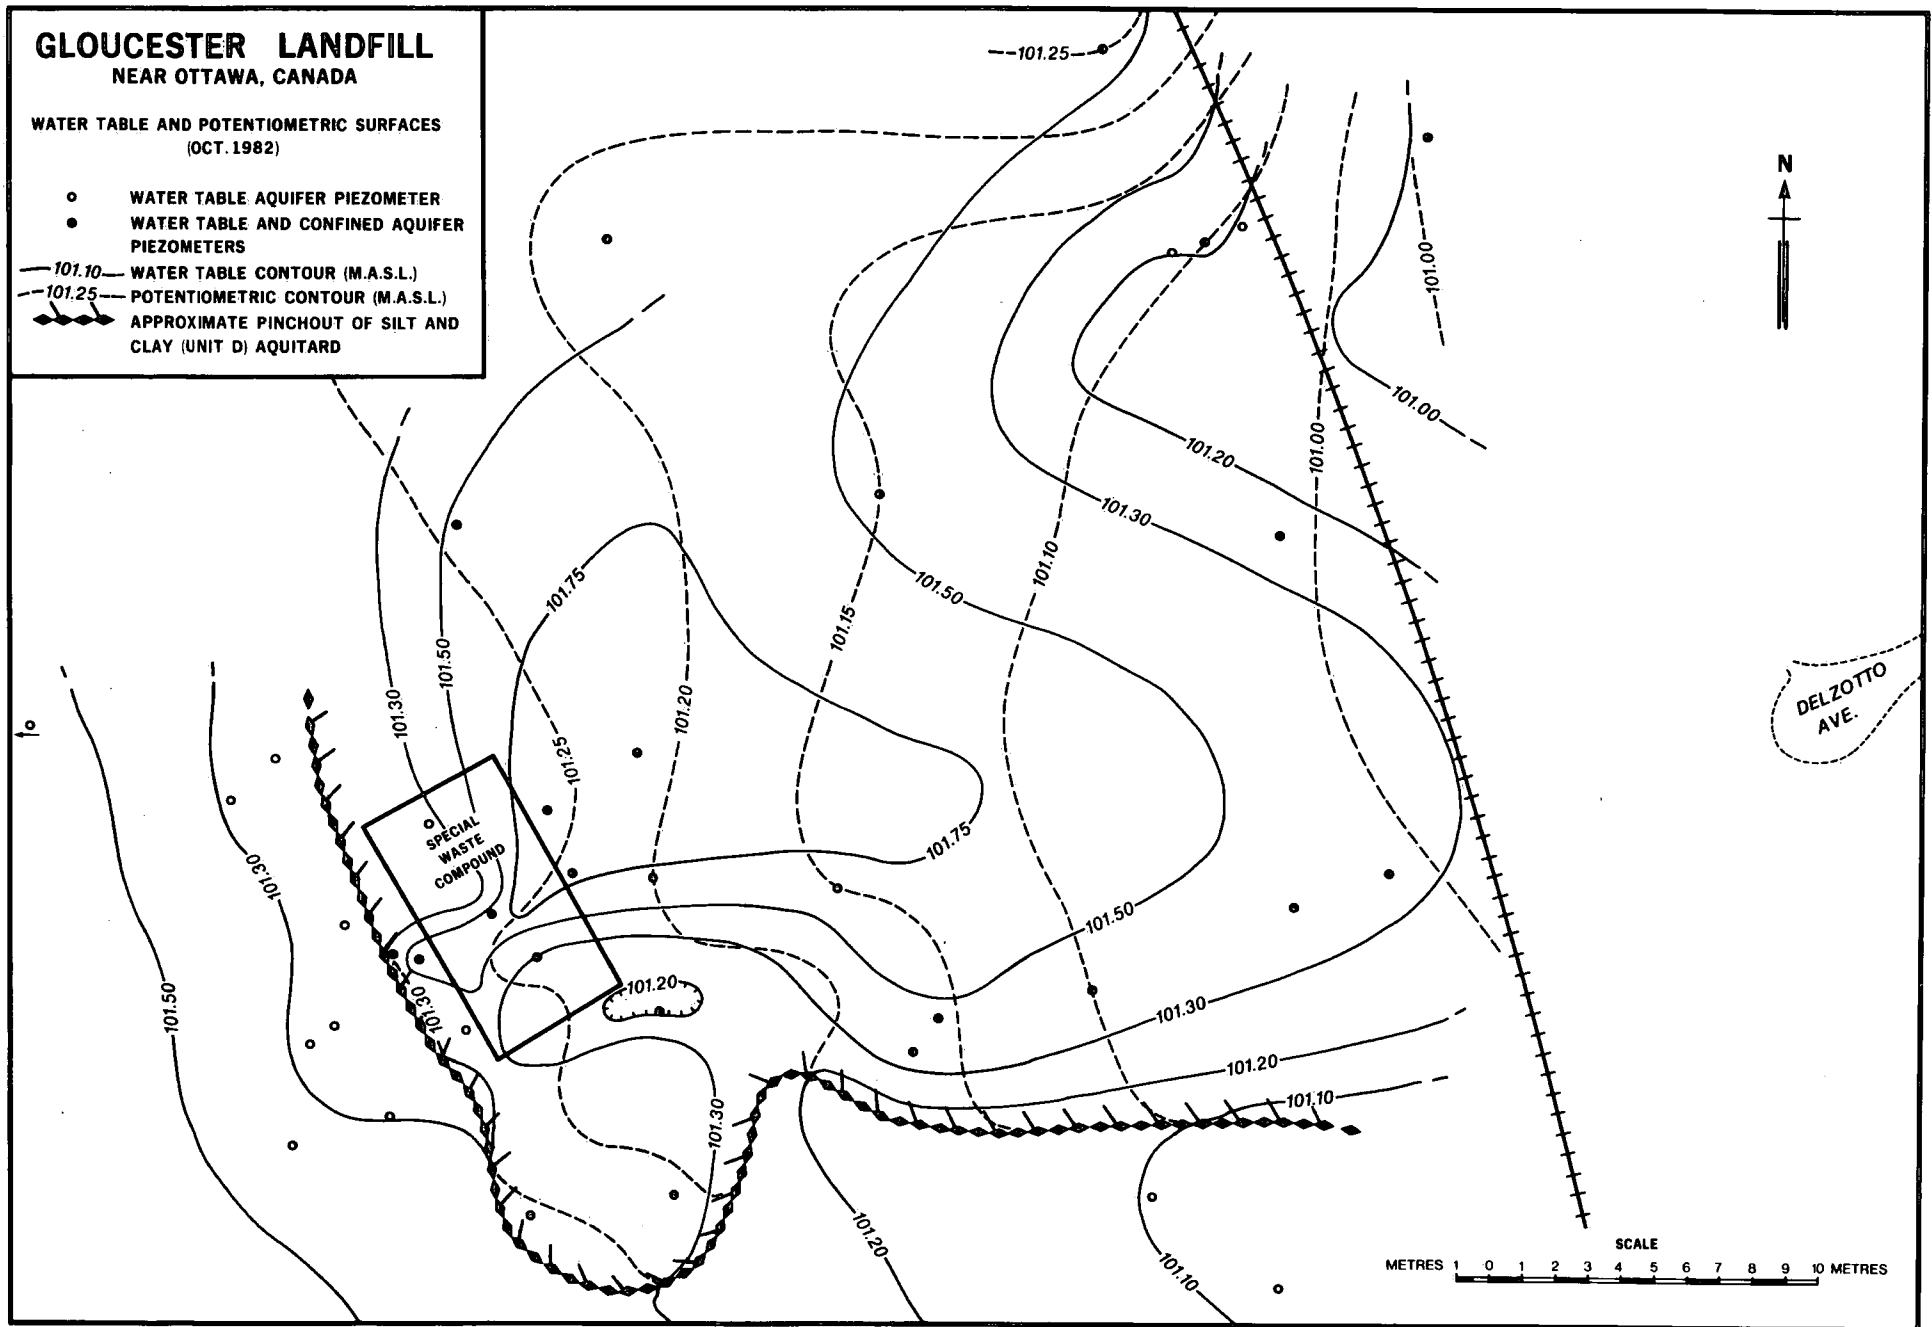 GLOUCESTER LANDFILL
NEAR OTTAWA, CANADA
WATER TABLE AND POTENTIOMETRIC SURFACES
(OCT. 1982)
WATER TABLE AQUIFER PIEZOMETER
WATER TABLE AND CONFINED AQUIFER
PIEZOMETERS
101.10 WATER TABLE CONTOUR (M.A.S.L.)
101.25 POTENTIOMETRIC CONTOUR (M.A.S.L.)
APPROXIMATE PINCHOUT OF SILT AND
CLAY (UNIT D) AQUITARD
101.25
N
101.00
101.00
101.00
101.20
101.30
101.10
101.50
101.75
101.15
101.50
101.20
101.30
101.25
DELZOTTO
AVE.
SPECIAL
WASTE
COMPOUND
101.75
101.30
101.50
101.50
101.20
101.30
101.30
101.20
101.10
101.30
101.20
101.10
SCALE
METRES 1 0 1 2 3 4 5 6 7 8 9 10 METRES